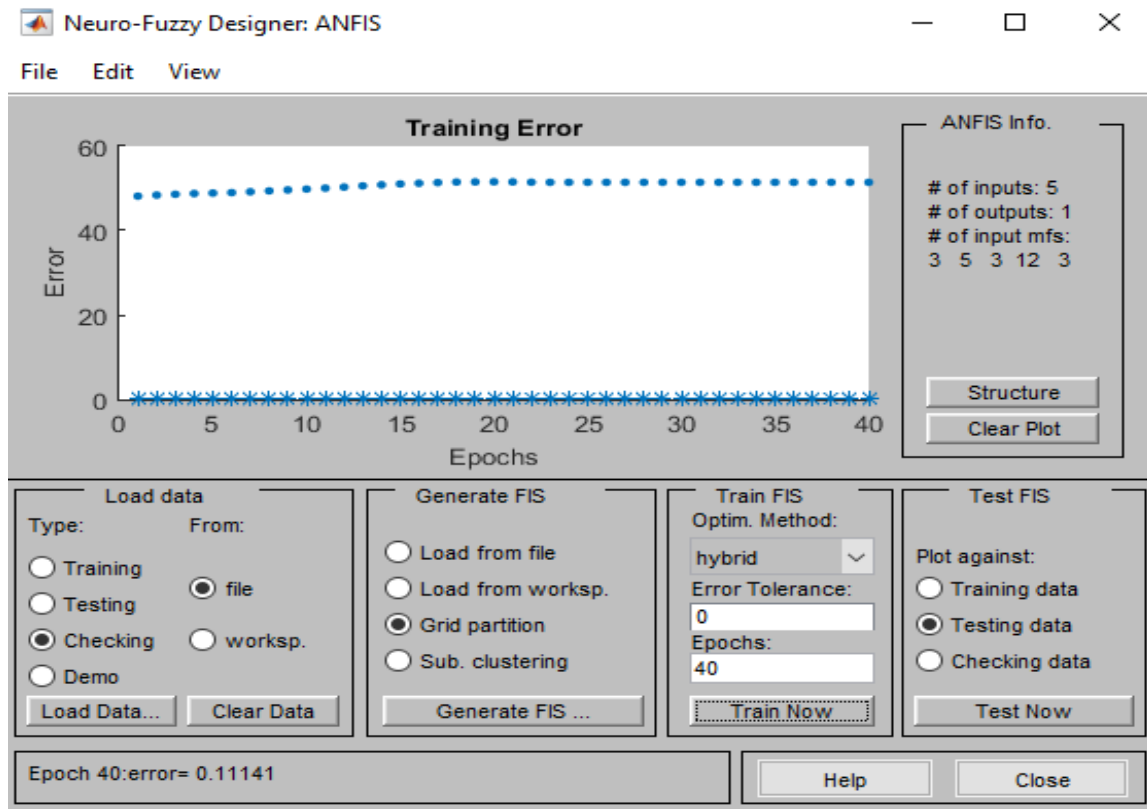 Neuro-Fuzzy Designer: ANFIS
File Edit View
Training Error
60
40
20
0
Error
0 5 10 15 20 25 30 35 40
Epochs
ANFIS Info.
# of inputs: 5
# of outputs: 1
# of input mfs:
3 5 3 12 3
Structure
Clear Plot
Load data
Type: From:
Training
Testing
Checking
Demo
file
worksp.
Load Data... Clear Data
Generate FIS
Load from file
Load from worksp.
Grid partition
Sub. clustering
Generate FIS ...
Train FIS
Optim. Method:
hybrid
Error Tolerance:
0
Epochs:
40
Train Now
Test FIS
Plot against:
Training data
Testing data
Checking data
Test Now
Epoch 40:error= 0.11141
Help Close